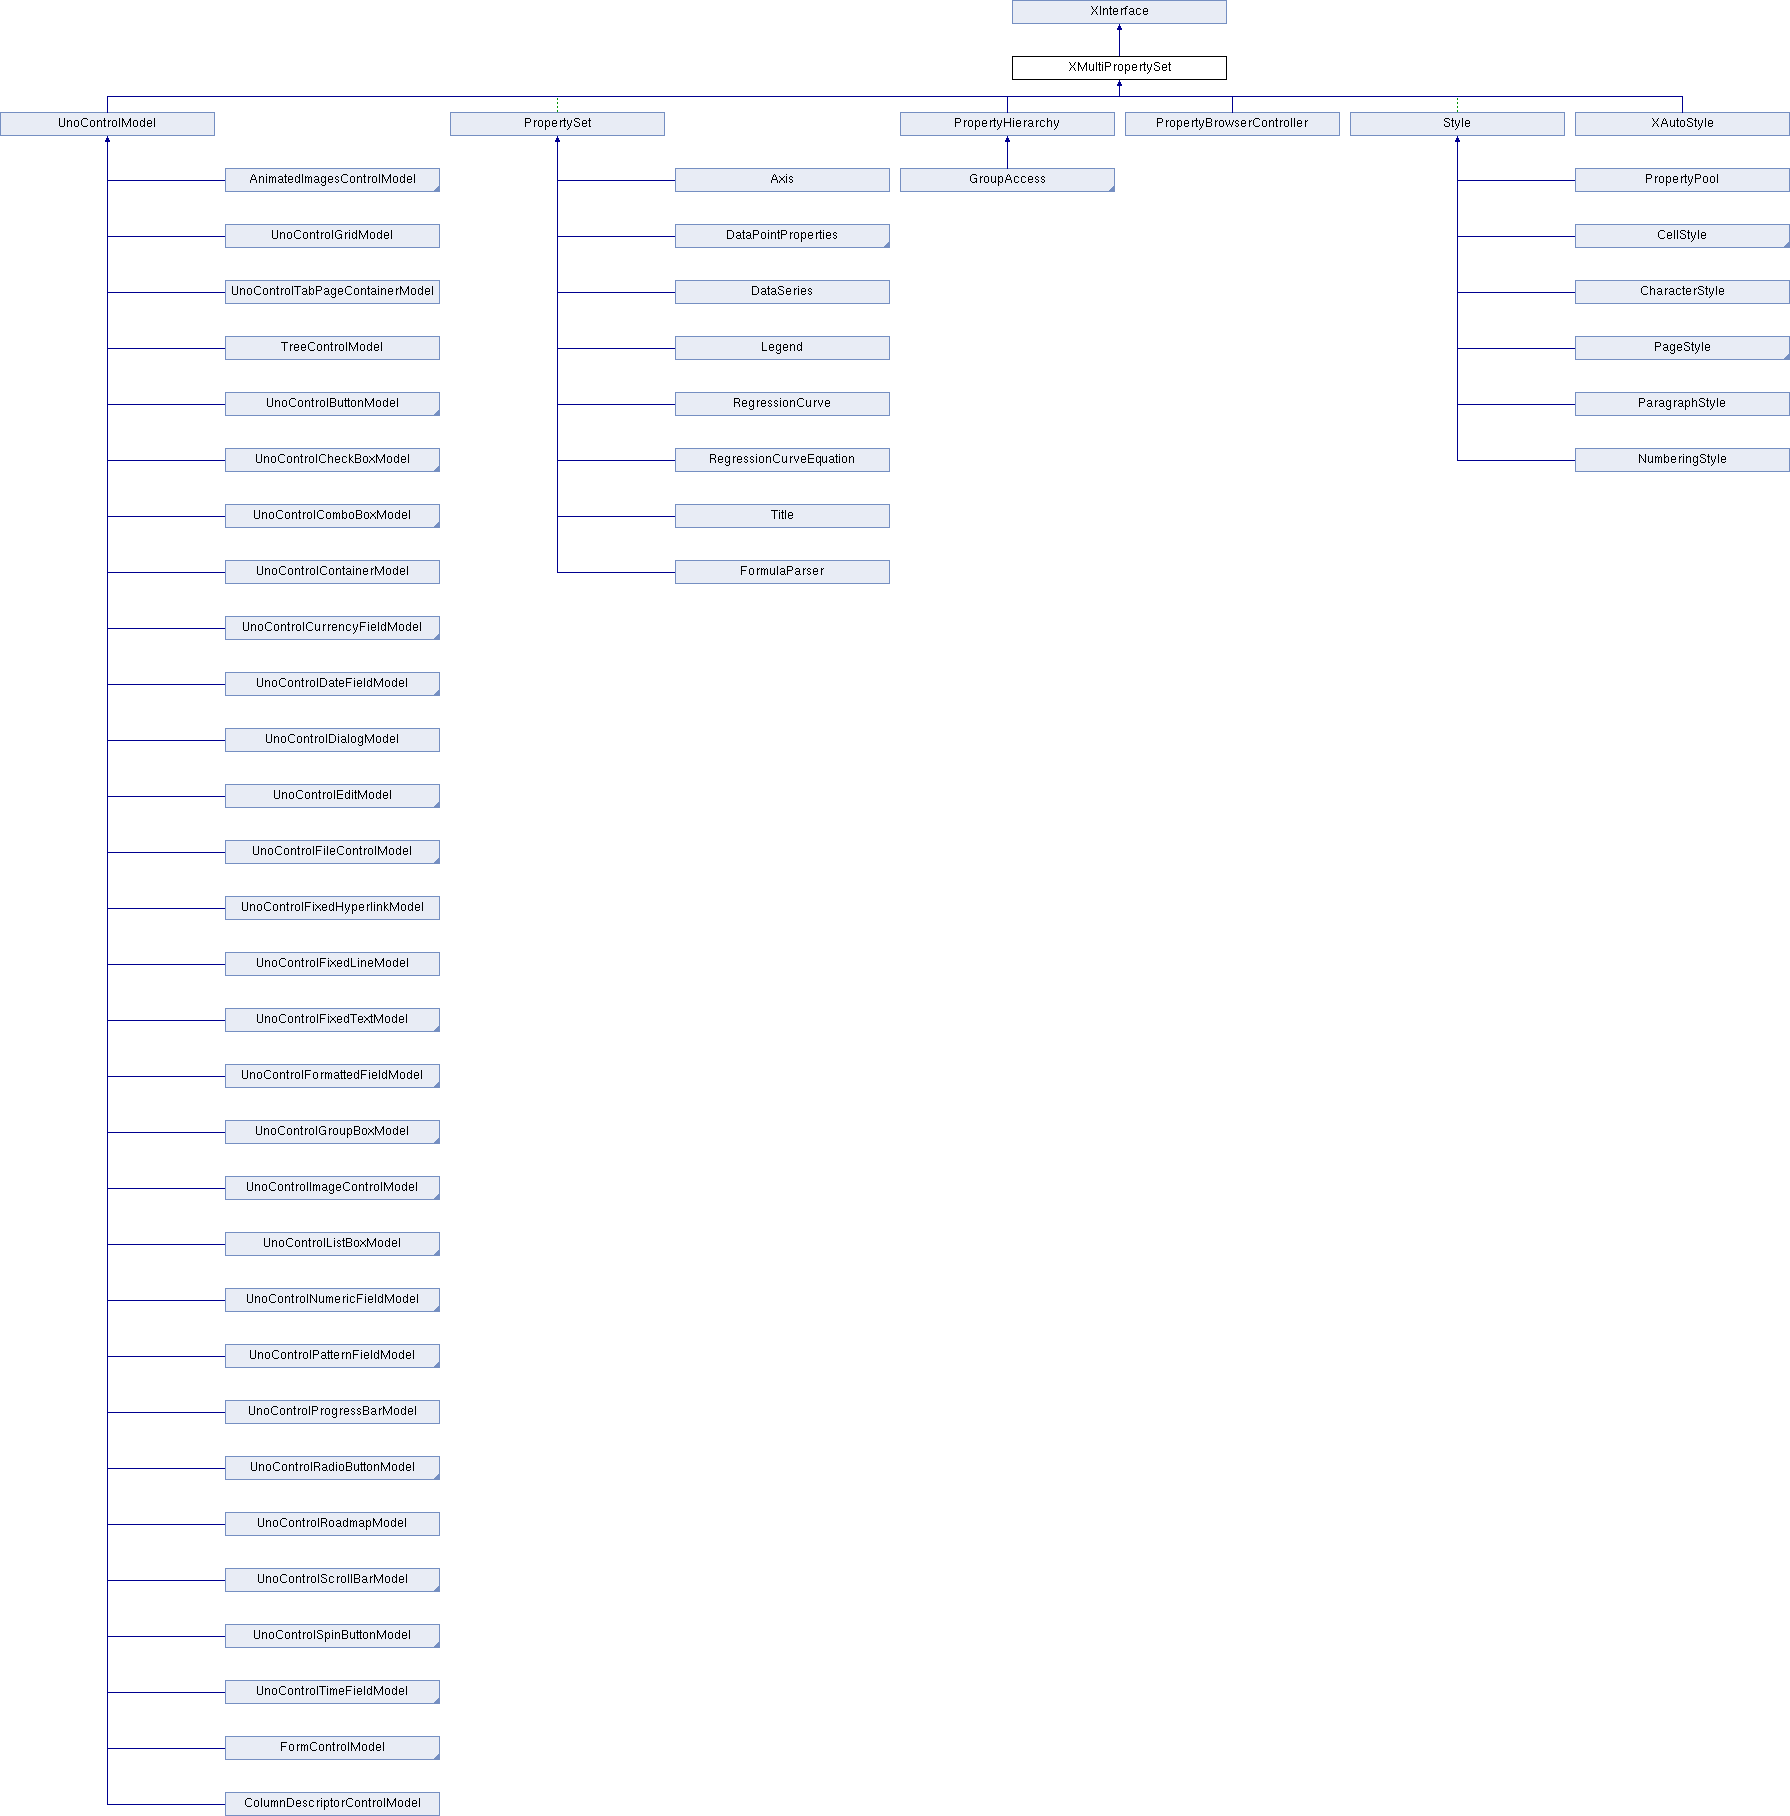 XInterface
XMultiPropertySet
UnoControlModel
PropertySet
PropertyHierarchy
PropertyBrowserController
Style
XAutoStyle
AnimatedImagesControlModel
Axis
GroupAccess
PropertyPool
UnoControlGridModel
DataPointProperties
CellStyle
UnoControlTabPageContainerModel
DataSeries
CharacterStyle
TreeControlModel
Legend
PageStyle
UnoControlButtonModel
RegressionCurve
ParagraphStyle
UnoControlCheckBoxModel
RegressionCurveEquation
NumberingStyle
UnoControlComboBoxModel
Title
UnoControlContainerModel
FormulaParser
UnoControlCurrencyFieldModel
UnoControlDateFieldModel
UnoControlDialogModel
UnoControlEditModel
UnoControlFileControlModel
UnoControlFixedHyperlinkModel
UnoControlFixedLineModel
UnoControlFixedTextModel
UnoControlFormattedFieldModel
UnoControlGroupBoxModel
UnoControlImageControlModel
UnoControlListBoxModel
UnoControlNumericFieldModel
UnoControlPatternFieldModel
UnoControlProgressBarModel
UnoControlRadioButtonModel
UnoControlRoadmapModel
UnoControlScrollBarModel
UnoControlSpinButtonModel
UnoControlTimeFieldModel
FormControlModel
ColumnDescriptorControlModel